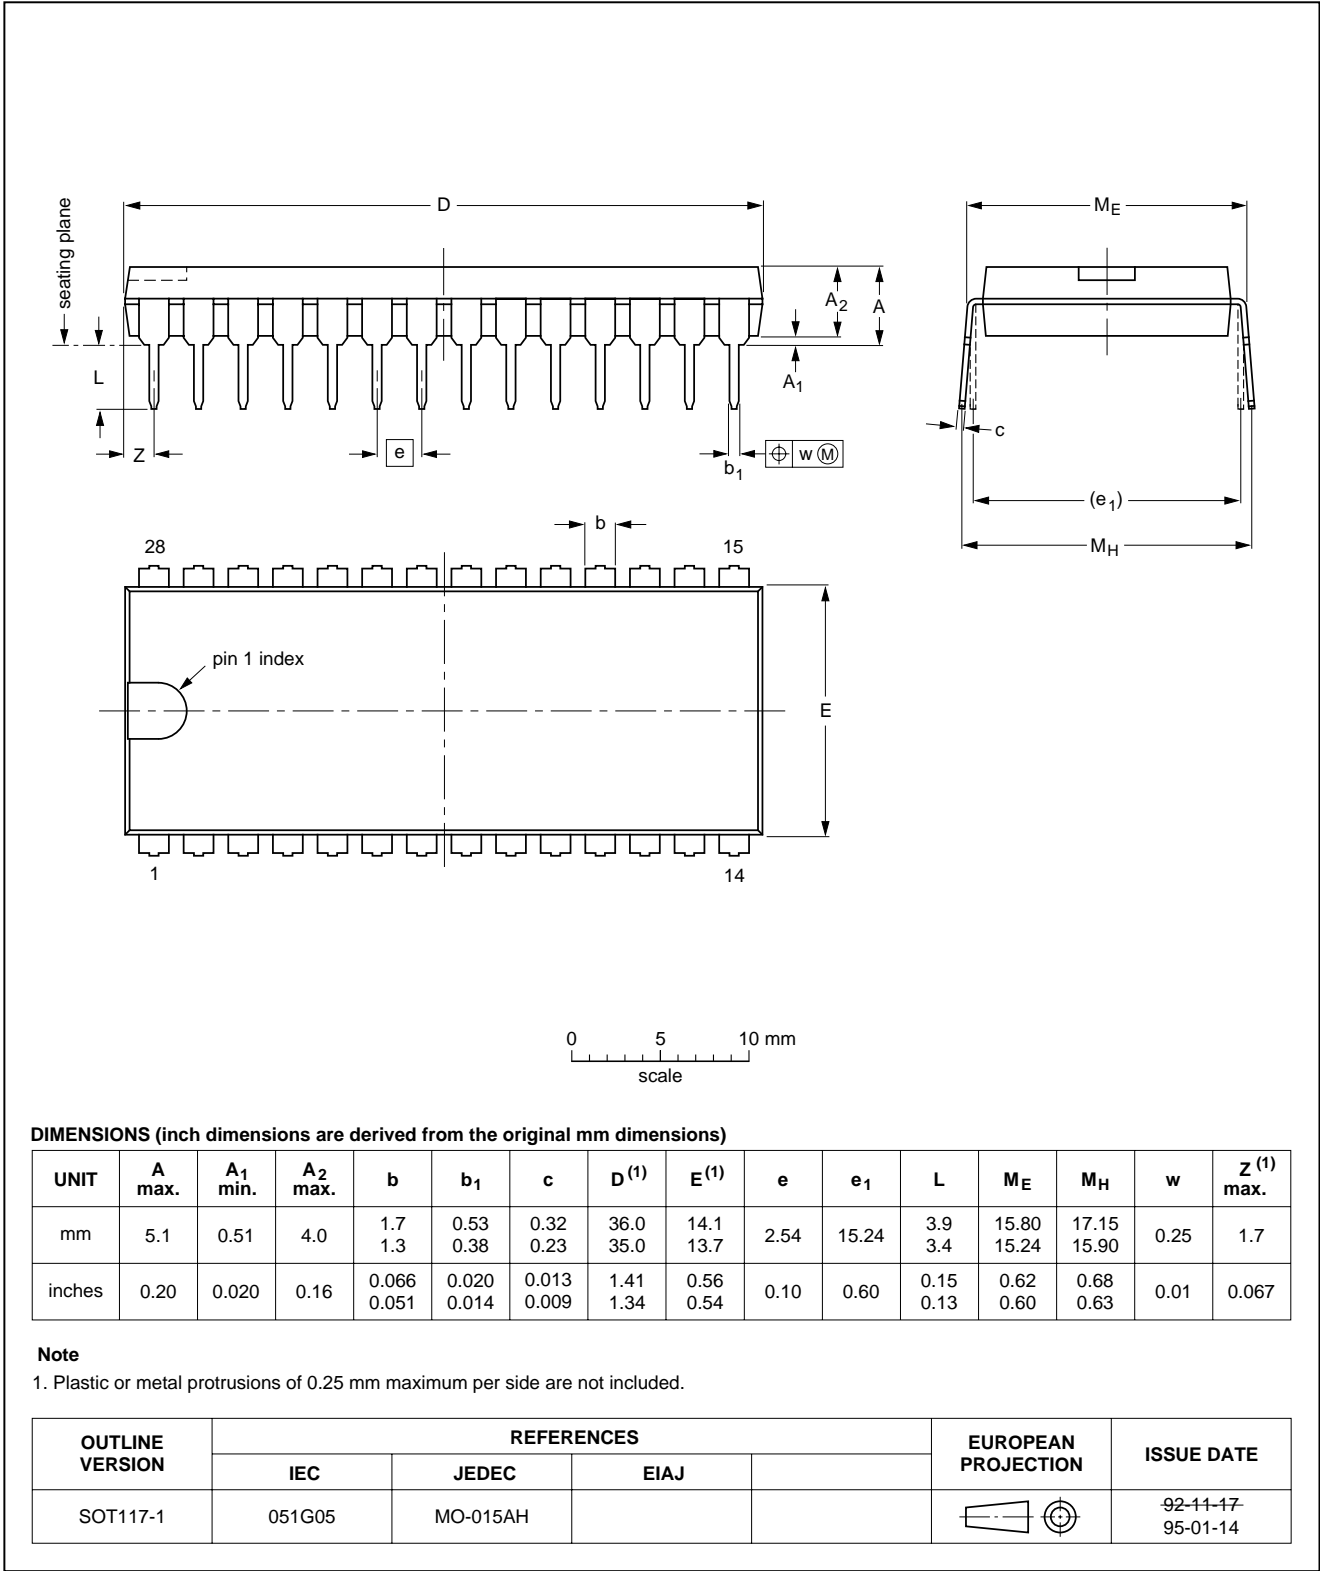 seating plane
D
M E
A 2
A
L
A 1
Z
e
b 1
w M
c
(e 1)
M H
b
28
15
pin 1 index
E
1
14
0 5 10 mm
scale
DIMENSIONS (inch dimensions are derived from the original mm dimensions)
UNIT A max. A1 min. A2 max. b b1 c D(1) E(1) e e1 L ME MH w Z(1) max.
mm 5.1 0.51 4.0 1.7 1.3 0.53 0.38 0.32 0.23 36.0 35.0 14.1 13.7 2.54 15.24 3.9 3.4 15.80 15.24 17.15 15.90 0.25 1.7
inches 0.20 0.020 0.16 0.066 0.051 0.020 0.014 0.013 0.009 1.41 1.34 0.56 0.54 0.10 0.60 0.15 0.13 0.62 0.60 0.68 0.63 0.01 0.067
Note
1. Plastic or metal protrusions of 0.25 mm maximum per side are not included.
OUTLINE VERSION REFERENCES EUROPEAN PROJECTION ISSUE DATE
IEC JEDEC EIAJ
SOT117-1 051G05 MO-015AH 92-11-17
95-01-14